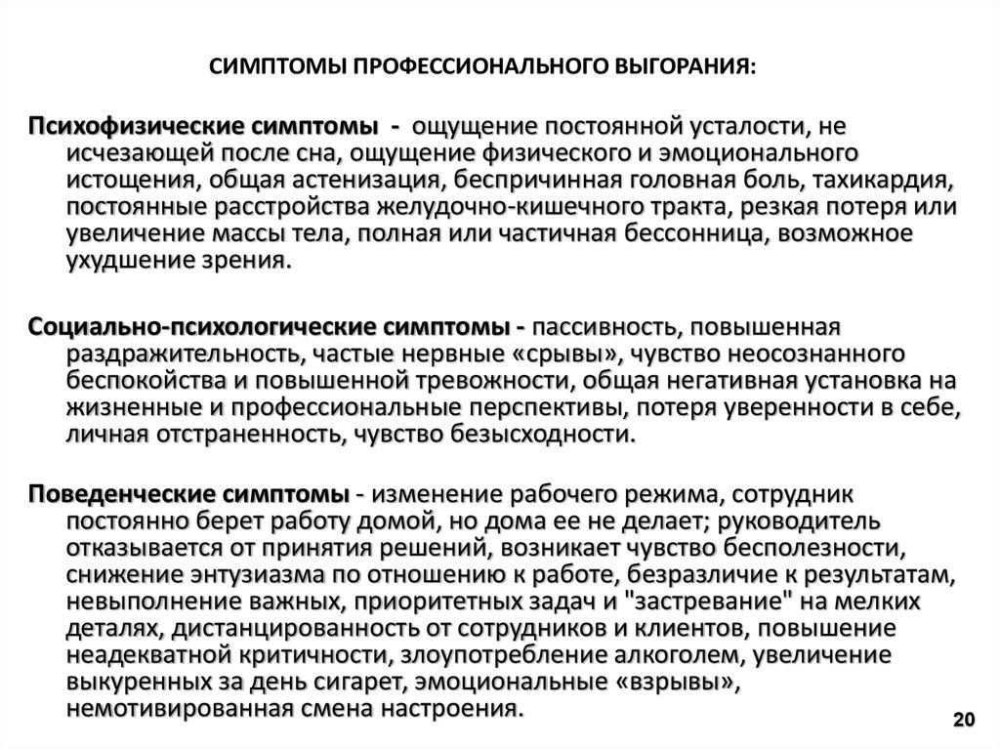 СИМПТОМЫ ПРОФЕССИОНАЛЬНОГО ВЫГОРАНИЯ:
Психофизические симптомы - ощущение постоянной усталости, не
исчезающей после сна, ощущение физического и эмоционального
истощения, общая астенизация, беспричинная головная боль, тахикардия,
постоянные расстройства желудочно-кишечного тракта, резкая потеря или
увеличение массы тела, полная или частичная бессонница, возможное
ухудшение зрения.
Социально-психологические симптомы - пассивность, повышенная
раздражительность, частые нервные «срывы», чувство неосознанного
беспокойства и повышенной тревожности, общая негативная установка на
жизненные и профессиональные перспективы, потеря уверенности в себе,
личная отстраненность, чувство безысходности.
Поведенческие симптомы - изменение рабочего режима, сотрудник
постоянно берет работу домой, но дома ее не делает; руководитель
отказывается от принятия решений, возникает чувство бесполезности,
снижение энтузиазма по отношению к работе, безразличие к результатам,
невыполнение важных, приоритетных задач и "застревание" на мелких
деталях, дистанцированность от сотрудников и клиентов, повышение
неадекватной критичности, злоупотребление алкоголем, увеличение
выкуренных за день сигарет, эмоциональные «взрывы»,
немотивированная смена настроения.
20